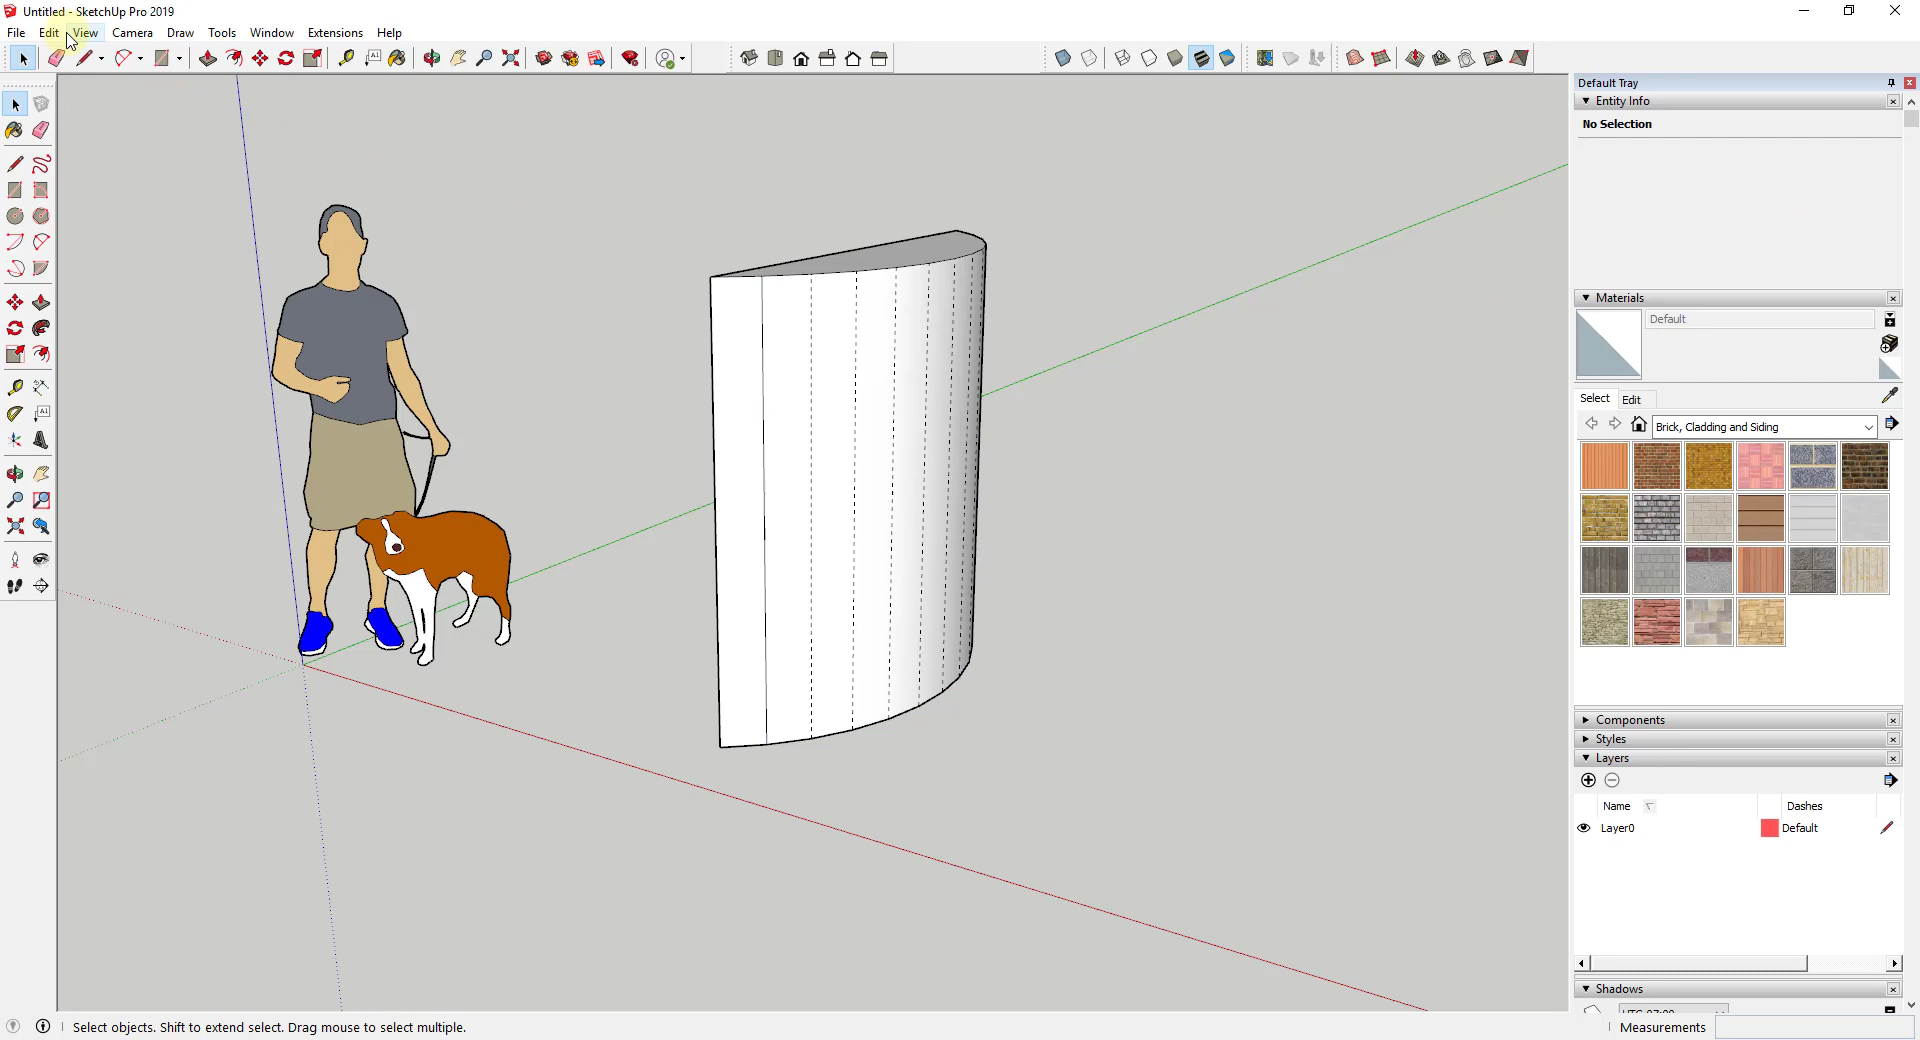 Untitled - SketchUp Pro 2019
File Edit View Camera Draw Tools Window Extensions Help
Default Tray
Entity Info
No Selection
Materials
Default
Select Edit
Brick, Cladding and Siding
Components
Styles
Layers
Name Dashes
Layer0 Default
Shadows
Select objects. Shift to extend select. Drag mouse to select multiple.
Measurements